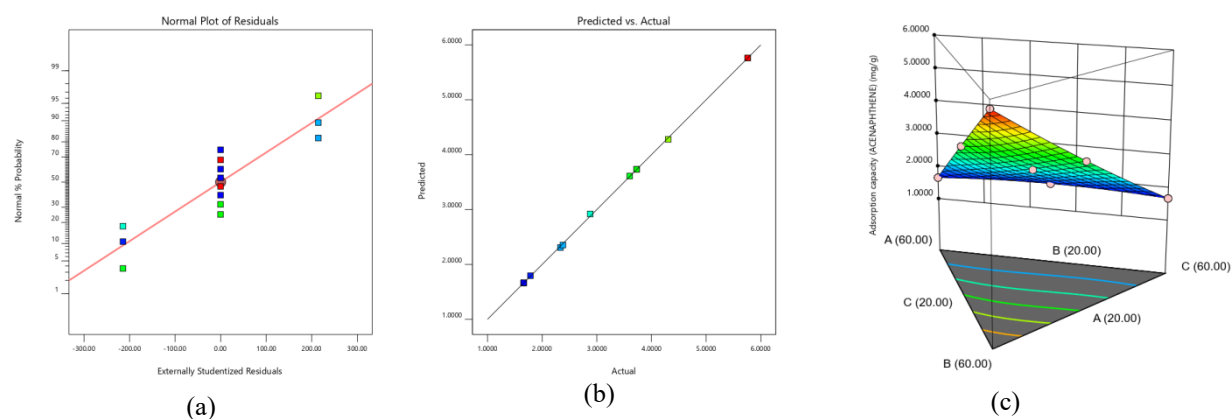 Normal Plot of Residuals
Normal % Probability
99
95
90
80
70
50
30
20
10
5
1
-300.00 -200.00 -100.00 0.00 100.00 200.00 300.00
Externally Studentized Residuals
(a)
Predicted vs. Actual
Predicted
6.0000
5.0000
4.0000
3.0000
2.0000
1.0000
1.0000 2.0000 3.0000 4.0000 5.0000 6.0000
Actual
(b)
Adsorption capacity (ACENAPHTHENE) (mg/g)
6.0000
5.0000
4.0000
3.0000
2.0000
1.0000
A (60.00)
B (20.00)
C (60.00)
C (20.00)
A (20.00)
B (60.00)
(c)